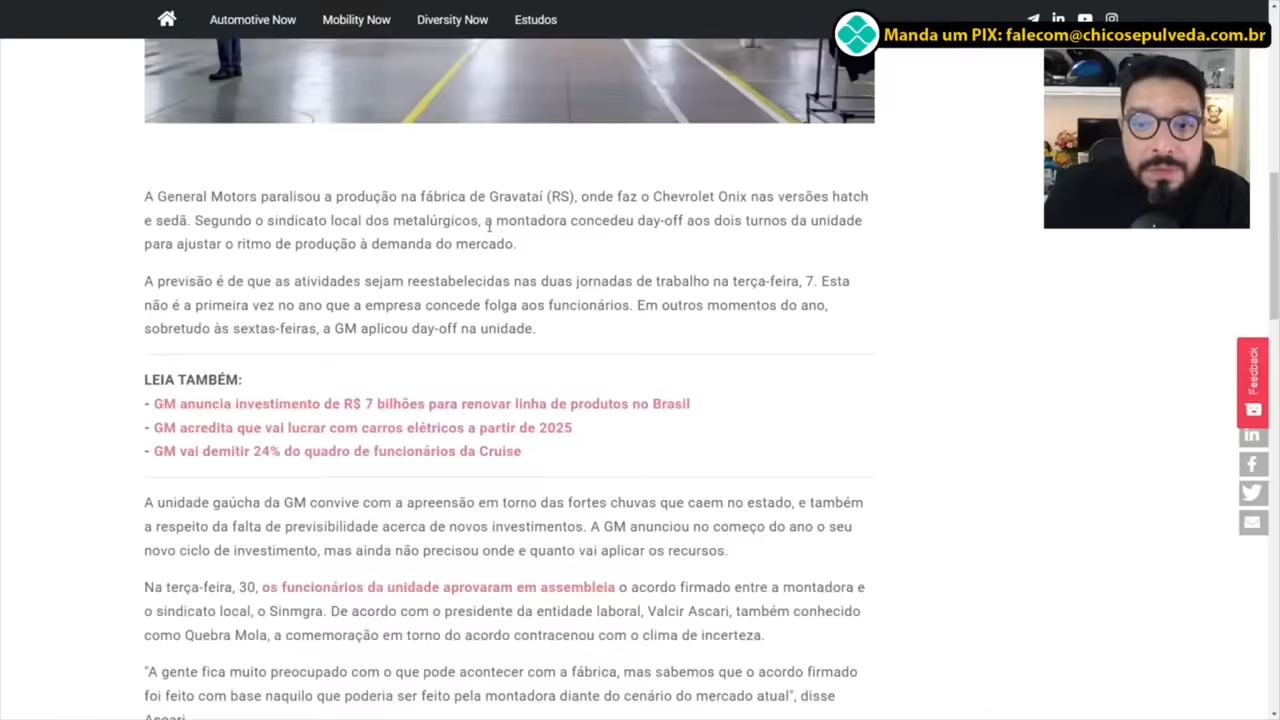 Automotive Now Mobility Now Diversity Now Estudos
Manda um PIX: falecom@chicosepulveda.com.br
A General Motors paralisou a produção na fábrica de Gravataí (RS), onde faz o Chevrolet Onix nas versões hatch
e sedã. Segundo o sindicato local dos metalúrgicos, a montadora concedeu day-off aos dois turnos da unidade
para ajustar o ritmo de produção à demanda do mercado.
A previsão é de que as atividades sejam reestabelecidas nas duas jornadas de trabalho na terça-feira, 7. Esta
não é a primeira vez no ano que a empresa concede folga aos funcionários. Em outros momentos do ano,
sobretudo às sextas-feiras, a GM aplicou day-off na unidade.
LEIA TAMBÉM:
- GM anuncia investimento de R$ 7 bilhões para renovar linha de produtos no Brasil
- GM acredita que vai lucrar com carros elétricos a partir de 2025
- GM vai demitir 24% do quadro de funcionários da Cruise
Feedback
A unidade gaúcha da GM convive com a apreensão em torno das fortes chuvas que caem no estado, e também
a respeito da falta de previsibilidade acerca de novos investimentos. A GM anunciou no começo do ano o seu
novo ciclo de investimento, mas ainda não precisou onde e quanto vai aplicar os recursos.
Na terça-feira, 30, os funcionários da unidade aprovaram em assembleia o acordo firmado entre a montadora e
o sindicato local, o Sinmgra. De acordo com o presidente da entidade laboral, Valcir Ascari, também conhecido
como Quebra Mola, a comemoração em torno do acordo contracenou com o clima de incerteza.
"A gente fica muito preocupado com o que pode acontecer com a fábrica, mas sabemos que o acordo firmado
foi feito com base naquilo que poderia ser feito pela montadora diante do cenário do mercado atual", disse
Ascari.